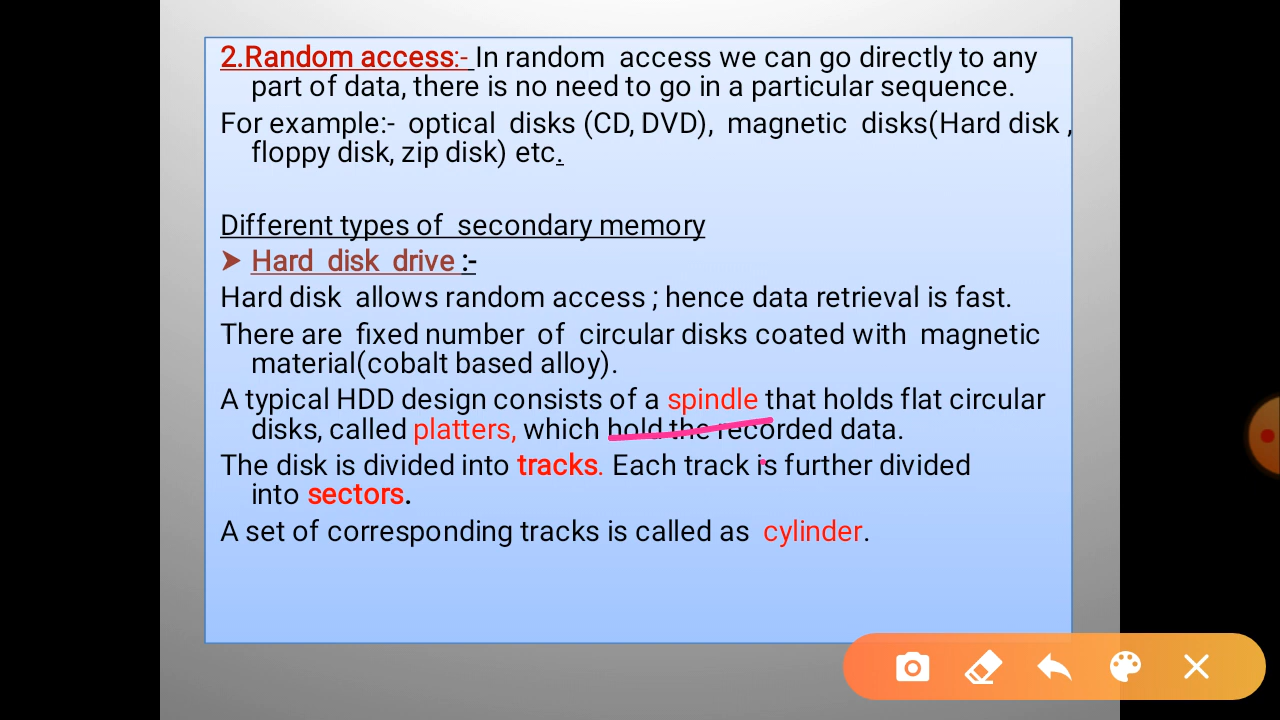 2.Random access:- In random access we can go directly to any
part of data, there is no need to go in a particular sequence.
For example:- optical disks (CD, DVD), magnetic disks(Hard disk ,
floppy disk, zip disk) etc.
Different types of secondary memory
➤ Hard disk drive :-
Hard disk allows random access ; hence data retrieval is fast.
There are fixed number of circular disks coated with magnetic
material(cobalt based alloy).
A typical HDD design consists of a spindle that holds flat circular
disks, called platters, which hold the recorded data.
The disk is divided into tracks. Each track is further divided
into sectors.
A set of corresponding tracks is called as cylinder.